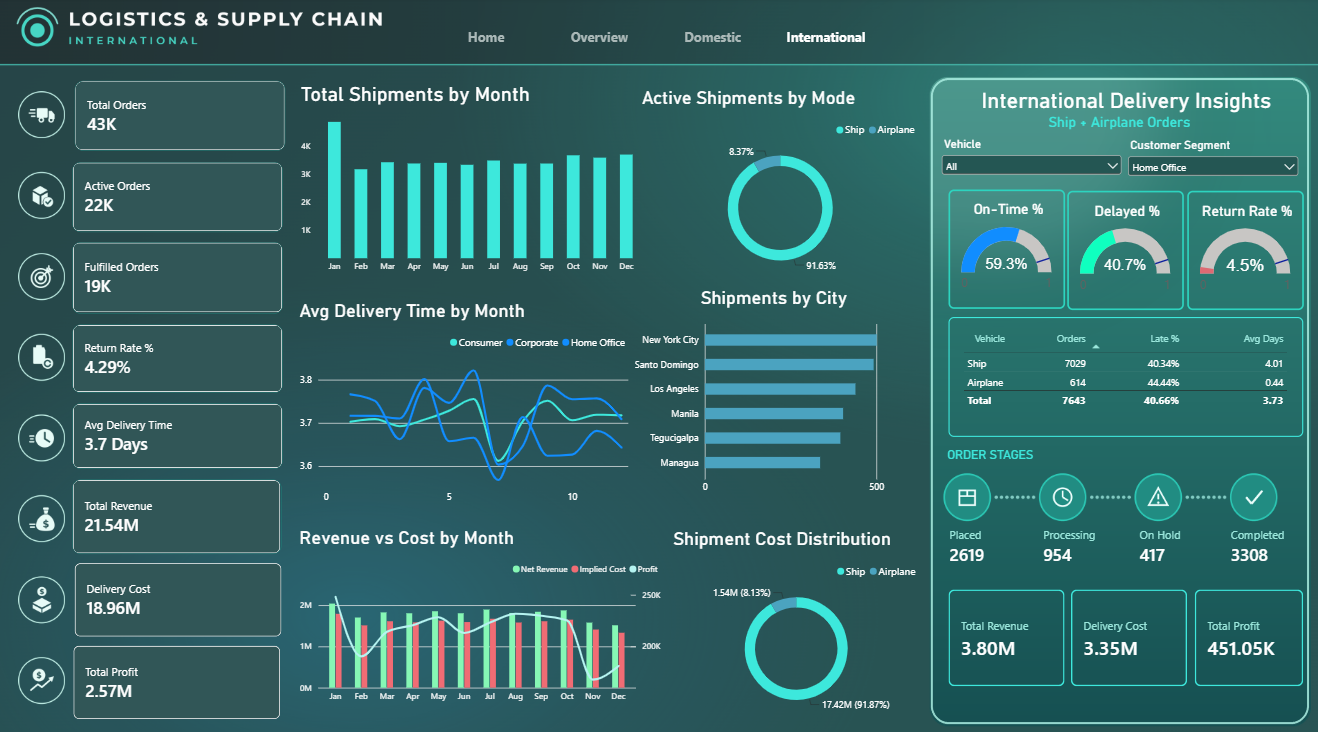 LOGISTICS & SUPPLY CHAIN
INTERNATIONAL
Home
Overview
Domestic
International
Total Orders
43K
Active Orders
22K
Fulfilled Orders
19K
Return Rate %
4.29%
Avg Delivery Time
3.7 Days
Total Revenue
21.54M
Delivery Cost
18.96M
Total Profit
2.57M
Total Shipments by Month
4K
3K
2K
1K
Jan Feb Mar Apr May Jun Jul Aug Sep Oct Nov Dec
Active Shipments by Mode
Ship Airplane
8.37%
91.63%
Avg Delivery Time by Month
Consumer Corporate Home Office
3.8
3.7
3.6
0 5 10
Shipments by City
New York City
Santo Domingo
Los Angeles
Manila
Tegucigalpa
Managua
0 500
Revenue vs Cost by Month
Net Revenue Implied Cost Profit
2M
1M
0M
250K
200K
Jan Feb Mar Apr May Jun Jul Aug Sep Oct Nov Dec
Shipment Cost Distribution
Ship Airplane
1.54M (8.13%)
17.42M (91.87%)
International Delivery Insights
Ship + Airplane Orders
Vehicle
All
Customer Segment
Home Office
On-Time %
59.3%
Delayed %
40.7%
Return Rate %
4.5%
Vehicle Orders Late % Avg Days
Ship 7029 40.34% 4.01
Airplane 614 44.44% 0.44
Total 7643 40.66% 3.73
ORDER STAGES
Placed
2619
Processing
954
On Hold
417
Completed
3308
Total Revenue
3.80M
Delivery Cost
3.35M
Total Profit
451.05K